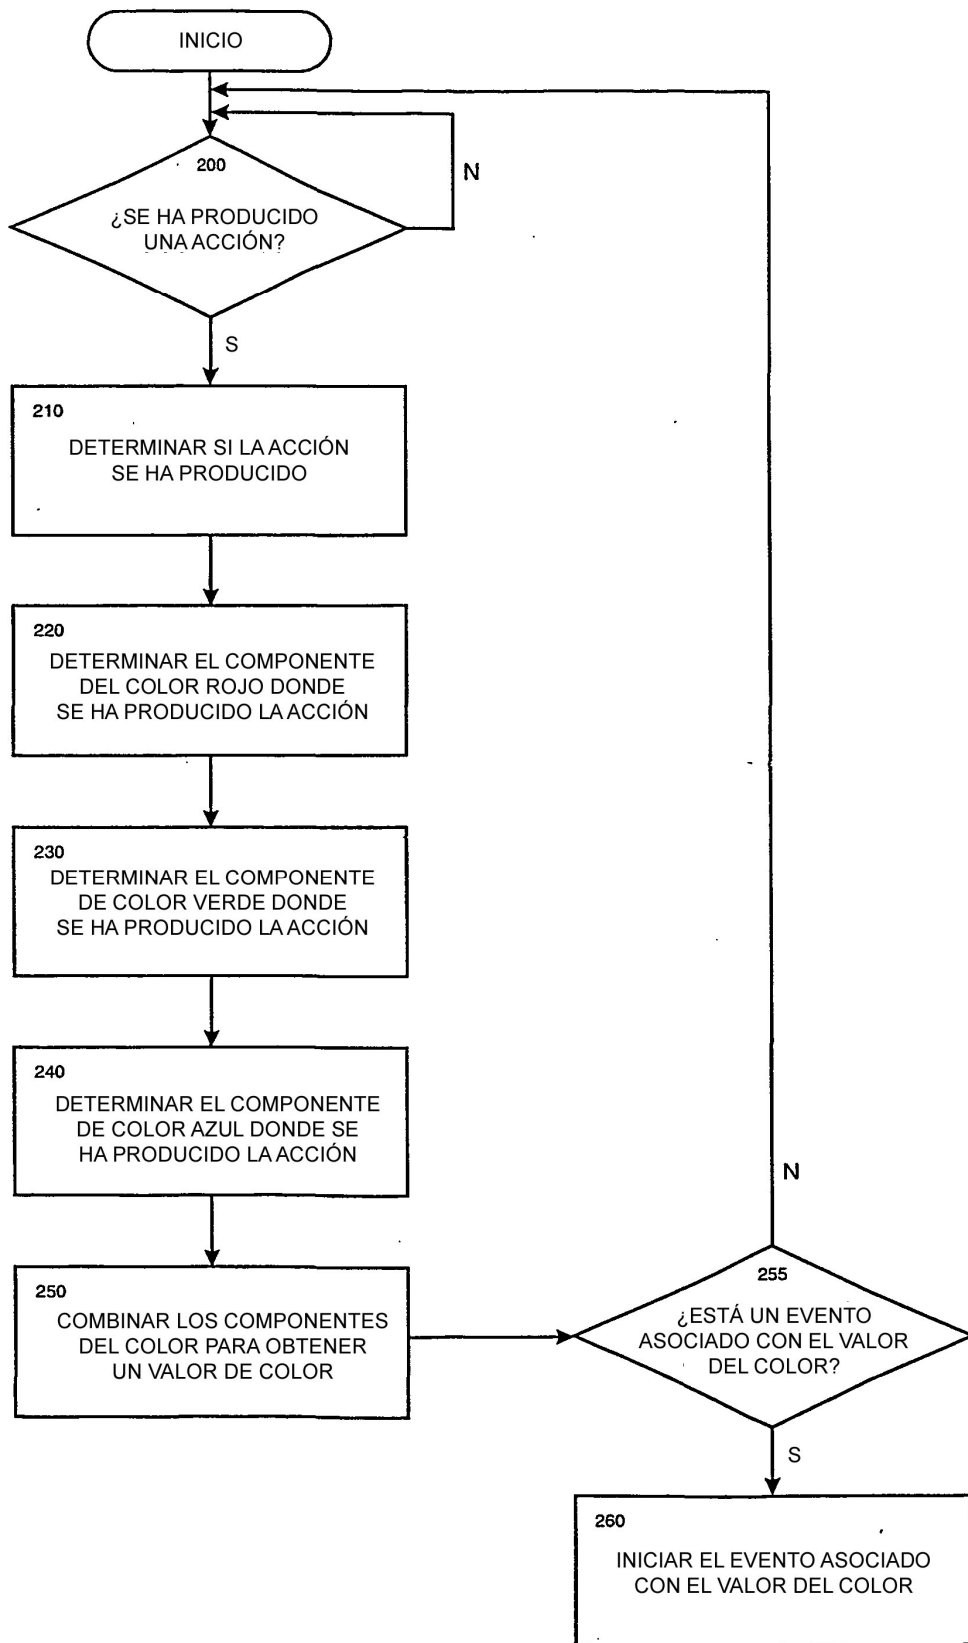 INICIO
200
N
¿SE HA PRODUCIDO
UNA ACCIÓN?
S
210
DETERMINAR SI LA ACCIÓN
SE HA PRODUCIDO
220
DETERMINAR EL COMPONENTE
DEL COLOR ROJO DONDE
SE HA PRODUCIDO LA ACCIÓN
230
DETERMINAR EL COMPONENTE
DE COLOR VERDE DONDE
SE HA PRODUCIDO LA ACCIÓN
240
DETERMINAR EL COMPONENTE
DE COLOR AZUL DONDE SE
HA PRODUCIDO LA ACCIÓN
250
COMBINAR LOS COMPONENTES
DEL COLOR PARA OBTENER
UN VALOR DE COLOR
N
255
¿ESTÁ UN EVENTO
ASOCIADO CON EL VALOR
DEL COLOR?
S
260
INICIAR EL EVENTO ASOCIADO
CON EL VALOR DEL COLOR